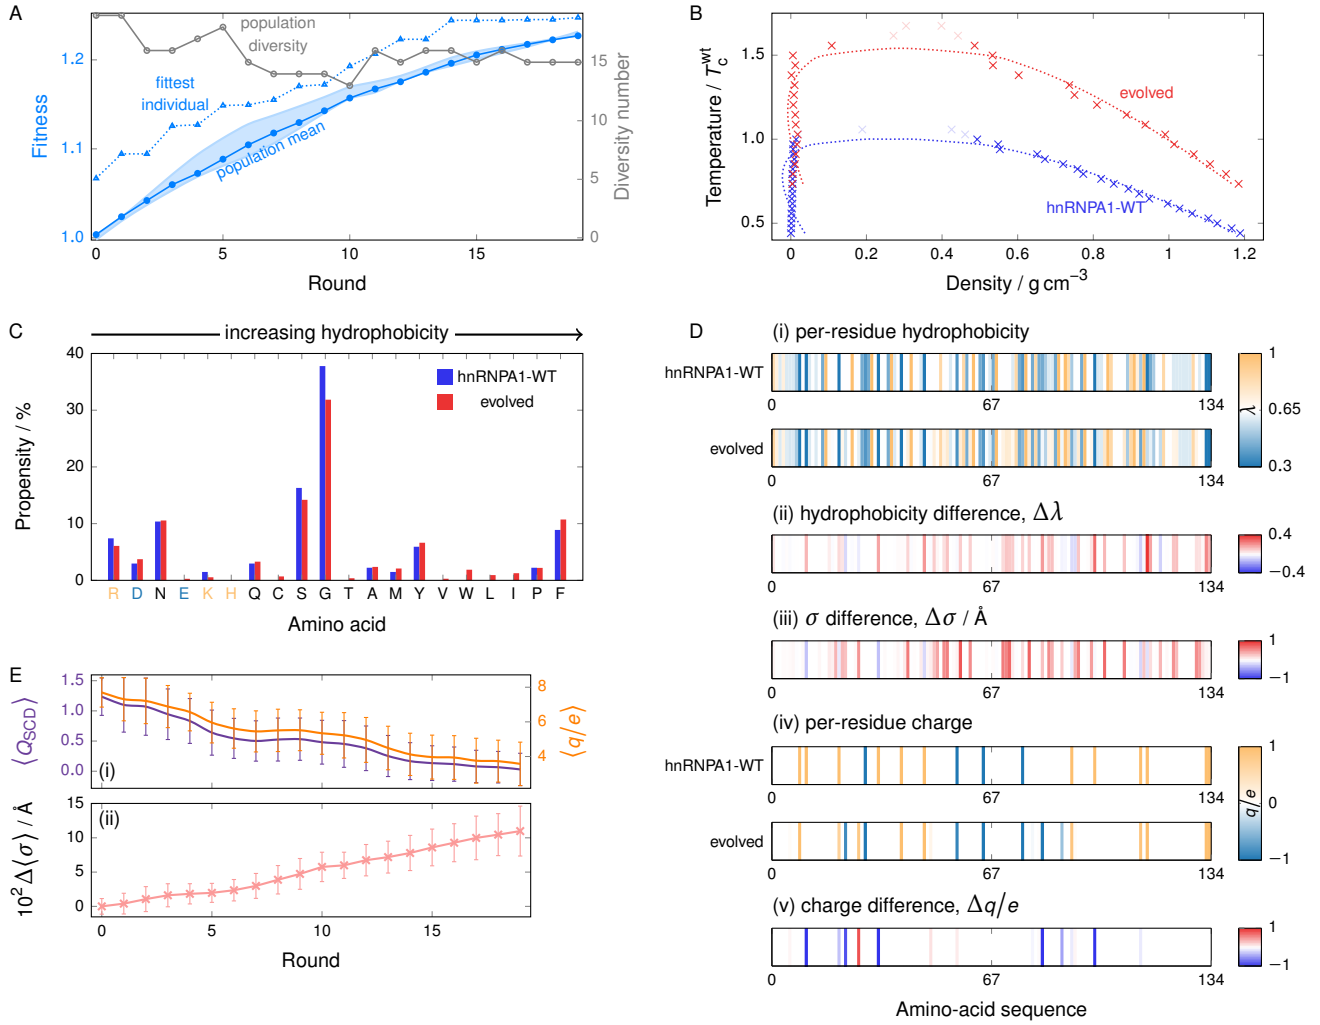 A
Fitness
1.2
1.1
1.0
population
diversity
fittest
individual
population mean
15
10
5
0
Diversity number
0 5 10 15
Round
B
Temperature / T_c^wt
1.5
1.0
0.5
evolved
hnRNPA1-WT
0 0.2 0.4 0.6 0.8 1 1.2
Density / g cm⁻³
C
increasing hydrophobicity
Propensity / %
40
30
20
10
0
hnRNPA1-WT
evolved
R D N E K H Q C S G T A M Y V W L I P F
Amino acid
D
(i) per-residue hydrophobicity
hnRNPA1-WT
0 67 134
evolved
0 67 134
1
0.65
0.3
λ
(ii) hydrophobicity difference, Δλ
0.4
−0.4
0 67 134
(iii) σ difference, Δσ / Å
1
−1
0 67 134
(iv) per-residue charge
hnRNPA1-WT
0 67 134
evolved
0 67 134
1
0
−1
q/e
(v) charge difference, Δq/e
1
−1
0 67 134
Amino-acid sequence
E
⟨Q_SCD⟩
1.5
1.0
0.5
0.0
(i)
8
6
4
⟨q/e⟩
10² Δ⟨σ⟩ / Å
15
10
5
0
(ii)
0 5 10 15
Round